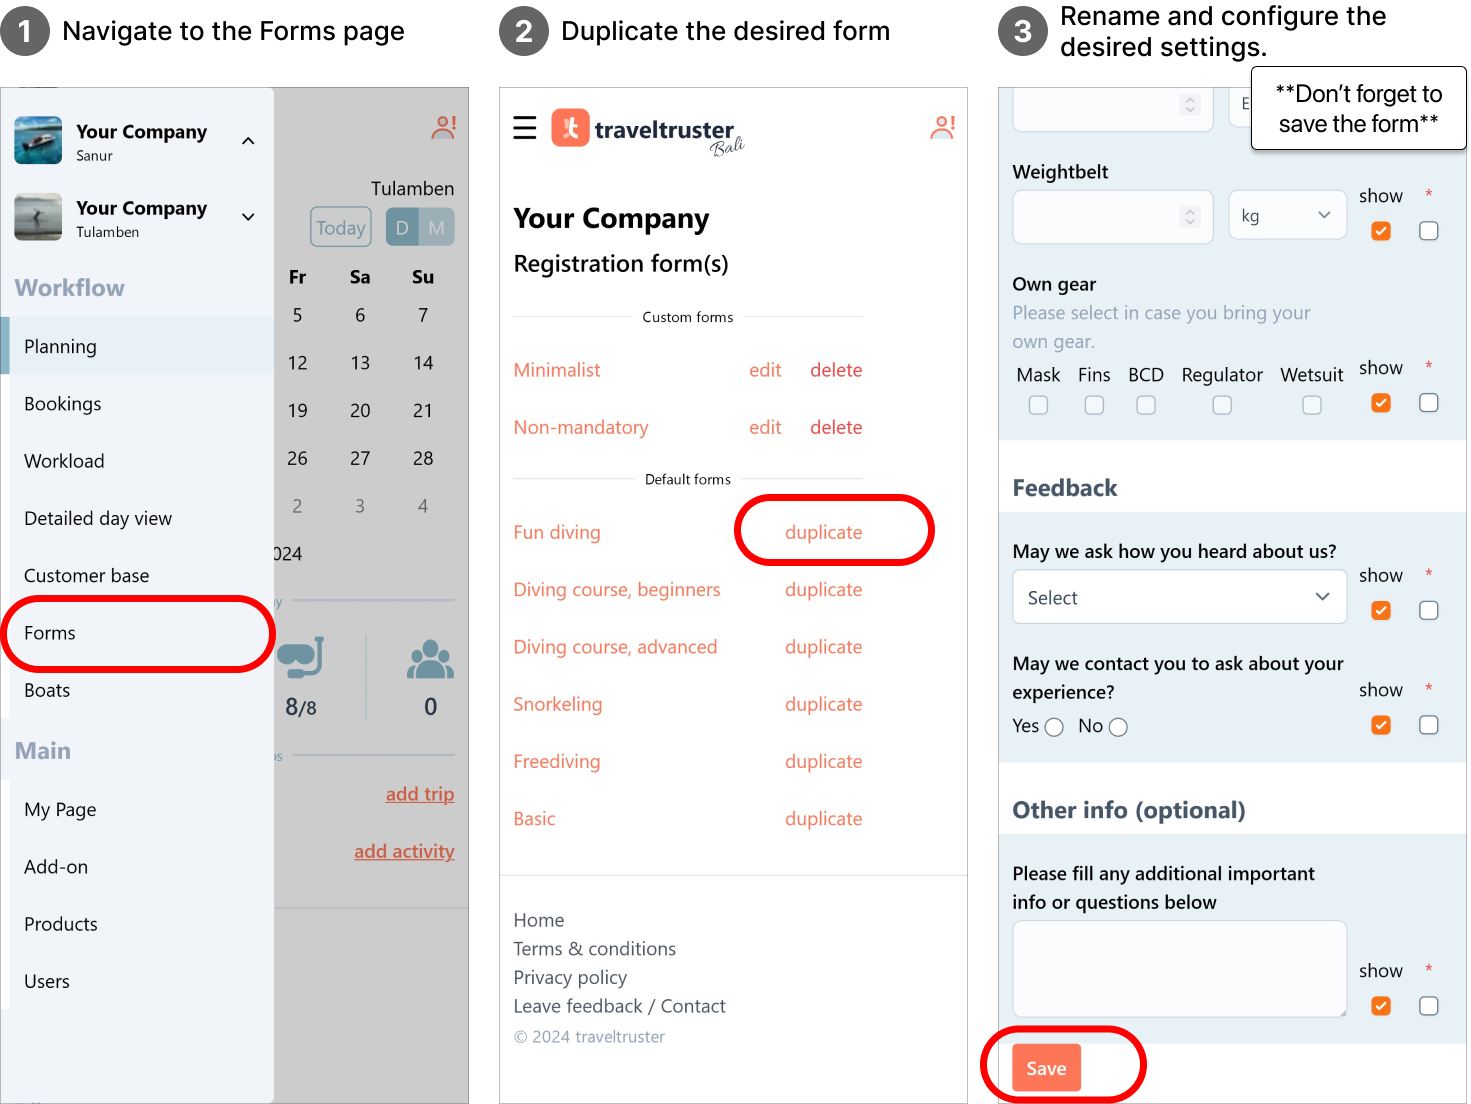 1 Navigate to the Forms page
Your Company
Sanur
Your Company
Tulamben
Workflow
Planning
Bookings
Workload
Detailed day view
Customer base
Forms
Boats
Main
My Page
Add-on
Products
Users
Tulamben
Today D M
Fr Sa Su
5 6 7
12 13 14
19 20 21
26 27 28
2 3 4
024
8/8 0
add trip
add activity
2 Duplicate the desired form
traveltruster
Bali
Your Company
Registration form(s)
Custom forms
Minimalist edit delete
Non-mandatory edit delete
Default forms
Fun diving duplicate
Diving course, beginners duplicate
Diving course, advanced duplicate
Snorkeling duplicate
Freediving duplicate
Basic duplicate
Home
Terms & conditions
Privacy policy
Leave feedback / Contact
© 2024 traveltruster
3 Rename and configure the
desired settings.
**Don't forget to
save the form**
Weightbelt
kg show *
Own gear
Please select in case you bring your
own gear.
Mask Fins BCD Regulator Wetsuit show *
Feedback
May we ask how you heard about us?
Select show *
May we contact you to ask about your
experience? show *
Yes No
Other info (optional)
Please fill any additional important
info or questions below
show *
Save